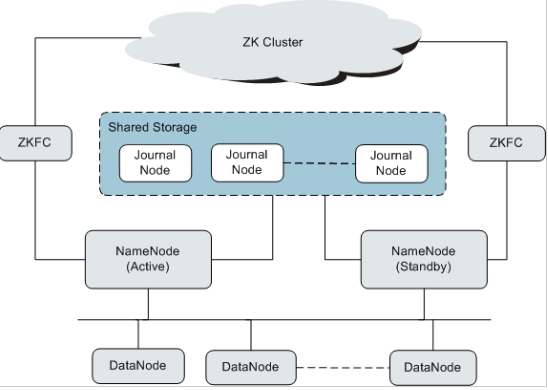 ZK Cluster
ZKFC
ZKFC
Shared Storage
Journal
Node
Journal
Node
Journal
Node
NameNode
(Active)
NameNode
(Standby)
DataNode
DataNode
DataNode